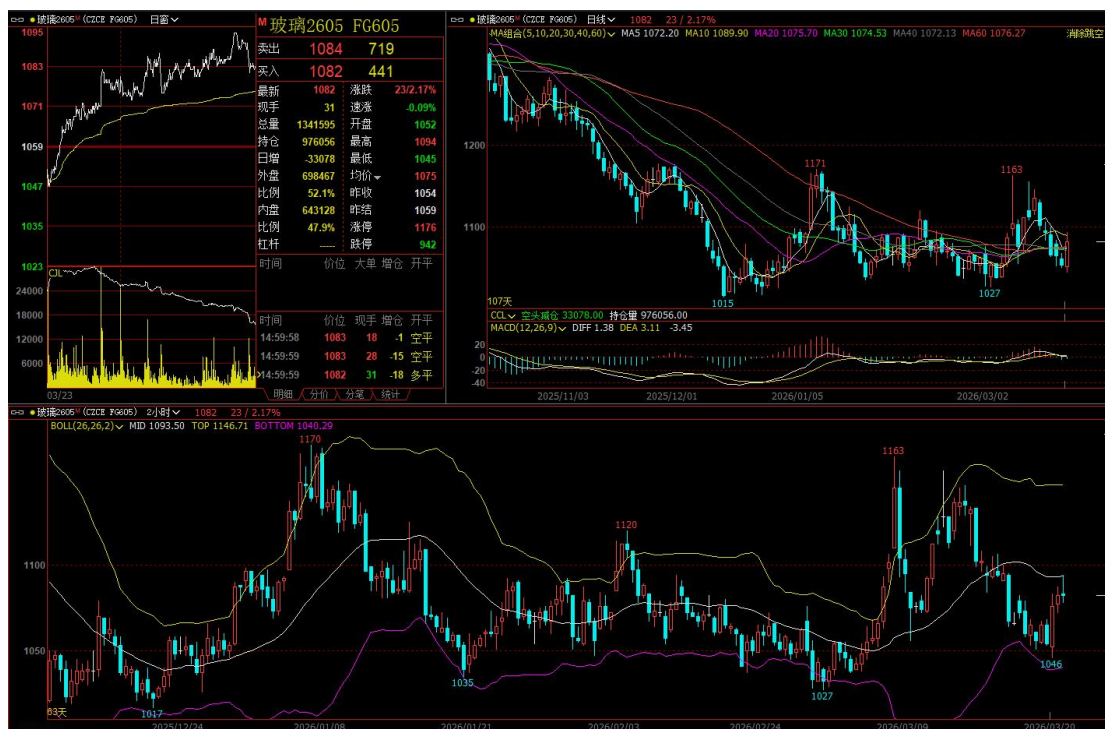 玻璃2605 M (CZCE FG605) 日窗
1095
1083
1071
1059
1047
1035
1023
CJL
24000
18000
12000
6000
03/23
M 玻璃2605 FG605
卖出 1084 719
买入 1082 441
最新 1082 涨跌 23/2.17%
现手 31 速涨 -0.09%
总量 1341595 开盘 1052
持仓 976056 最高 1094
日增 -33078 最低 1045
外盘 698467 均价 1075
比例 52.1% 昨收 1054
内盘 643128 昨结 1059
比例 47.9% 涨停 1176
杠杆 ----- 跌停 942
时间 价位 大单 增仓 开平
时间 价位 现手 增仓 开平
14:59:58 1083 18 -1 空平
14:59:59 1083 28 -15 空平
14:59:59 1082 31 -18 多平
明细 分价 分笔 统计
玻璃2605 M (CZCE FG605) 日线 1082 23 / 2.17%
MA组合(5,10,20,30,40,60) MA5 1072.20 MA10 1089.90 MA20 1075.70 MA30 1074.53 MA40 1072.13 MA60 1076.27 消除跳空
1200
1100
1171
1163
1015
1027
107天
CCL 空头减仓 33078.00 持仓量 976056.00
MACD(12,26,9) DIFF 1.38 DEA 3.11 -3.45
20
0
-20
-40
2025/11/03 2025/12/01 2026/01/05 2026/03/02
玻璃2605 M (CZCE FG605) 2小时 1082 23 / 2.17%
BOLL(26,26,2) MID 1093.50 TOP 1146.71 BOTTOM 1040.29
1170
1163
1120
1100
1050
1046
1035
1027
1017
63天
2025/12/24 2026/01/08 2026/01/21 2026/02/03 2026/02/24 2026/03/09 2026/03/20